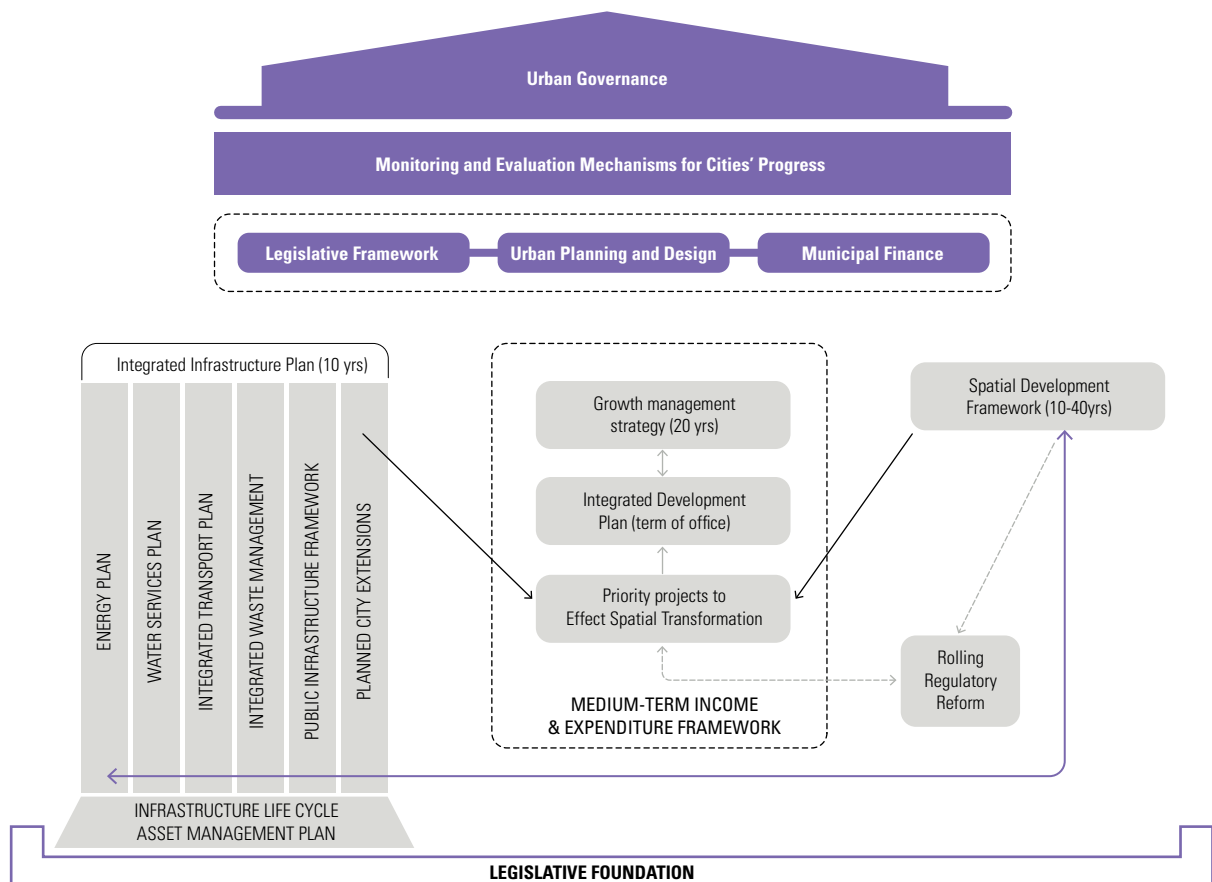 Urban Governance
Monitoring and Evaluation Mechanisms for Cities' Progress
Legislative Framework
Urban Planning and Design
Municipal Finance
Integrated Infrastructure Plan (10 yrs)
ENERGY PLAN
WATER SERVICES PLAN
INTEGRATED TRANSPORT PLAN
INTEGRATED WASTE MANAGEMENT
PUBLIC INFRASTRUCTURE FRAMEWORK
PLANNED CITY EXTENSIONS
INFRASTRUCTURE LIFE CYCLE
ASSET MANAGEMENT PLAN
Growth management
strategy (20 yrs)
Integrated Development
Plan (term of office)
Priority projects to
Effect Spatial Transformation
MEDIUM-TERM INCOME
& EXPENDITURE FRAMEWORK
Spatial Development
Framework (10-40yrs)
Rolling
Regulatory
Reform
LEGISLATIVE FOUNDATION